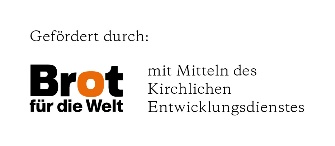 Gefördert durch:
Brot
für die Welt
mit Mitteln des
Kirchlichen
Entwicklungsdienstes